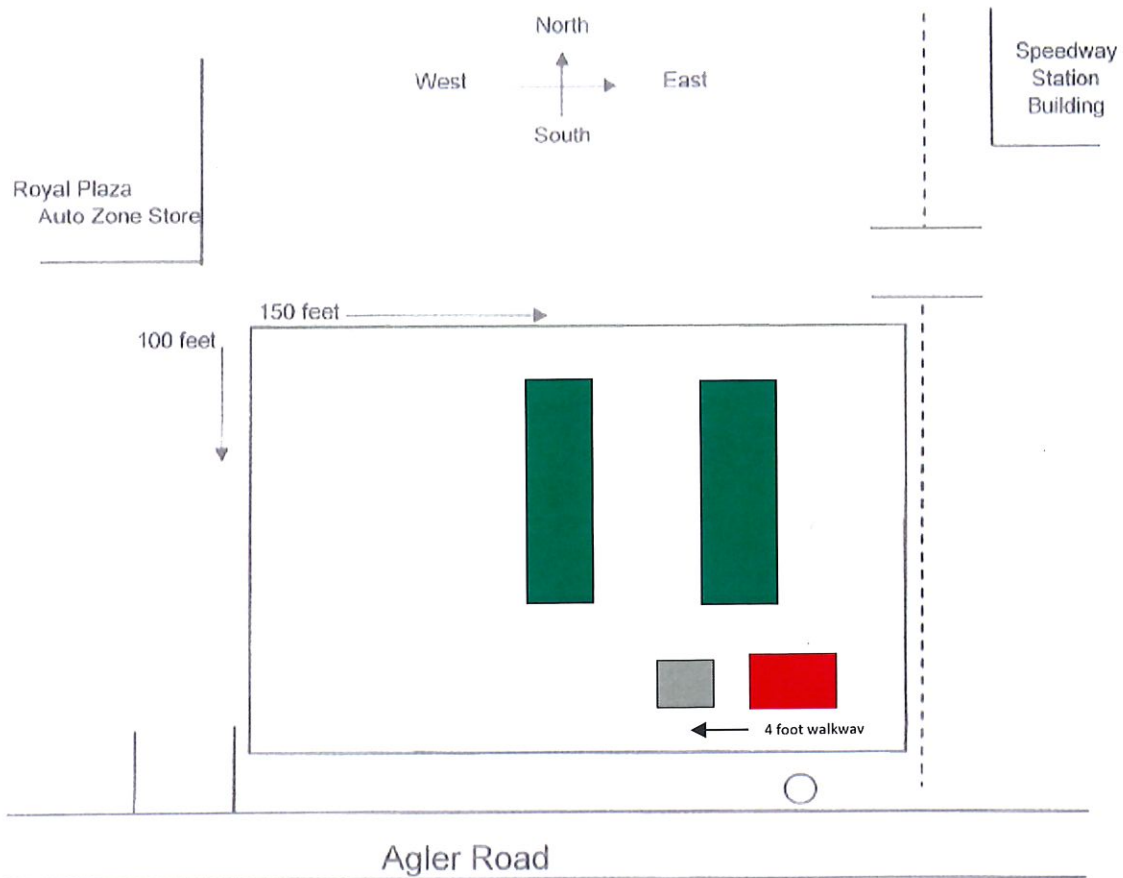 North
West
East
South
Speedway
Station
Building
Royal Plaza
Auto Zone Store
150 feet
100 feet
4 foot walkwav
Agler Road